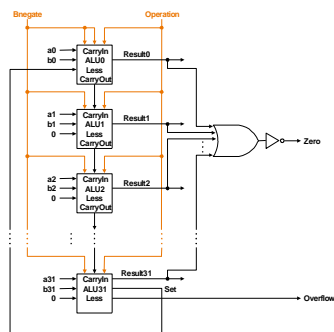 Bnegate Operation
a0 CarryIn Result0
b0 ALU0
Less
CarryOut
a1 CarryIn Result1
b1 ALU1
0 Less
CarryOut
Zero
a2 CarryIn Result2
b2 ALU2
0 Less
CarryOut
a31 CarryIn Result31
b31 ALU31 Set
0 Less Overflow